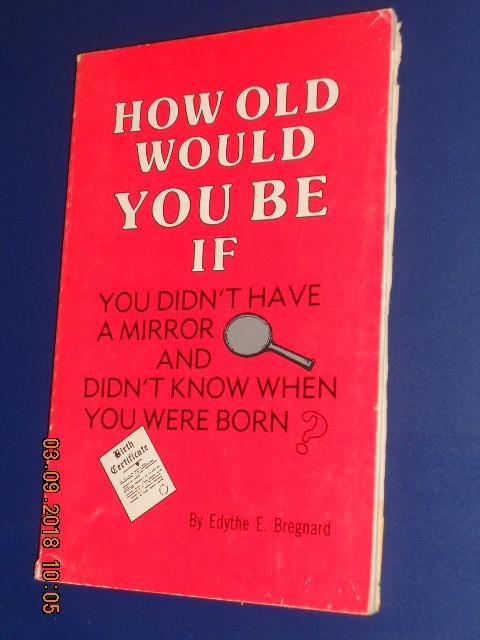 HOW OLD
WOULD
YOU BE
IF
YOU DIDN'T HAVE
A MIRROR
AND
DIDN'T KNOW WHEN
YOU WERE BORN ?
Birth
Certificate
By Edythe E. Bregnard
03.09.2018 10:05